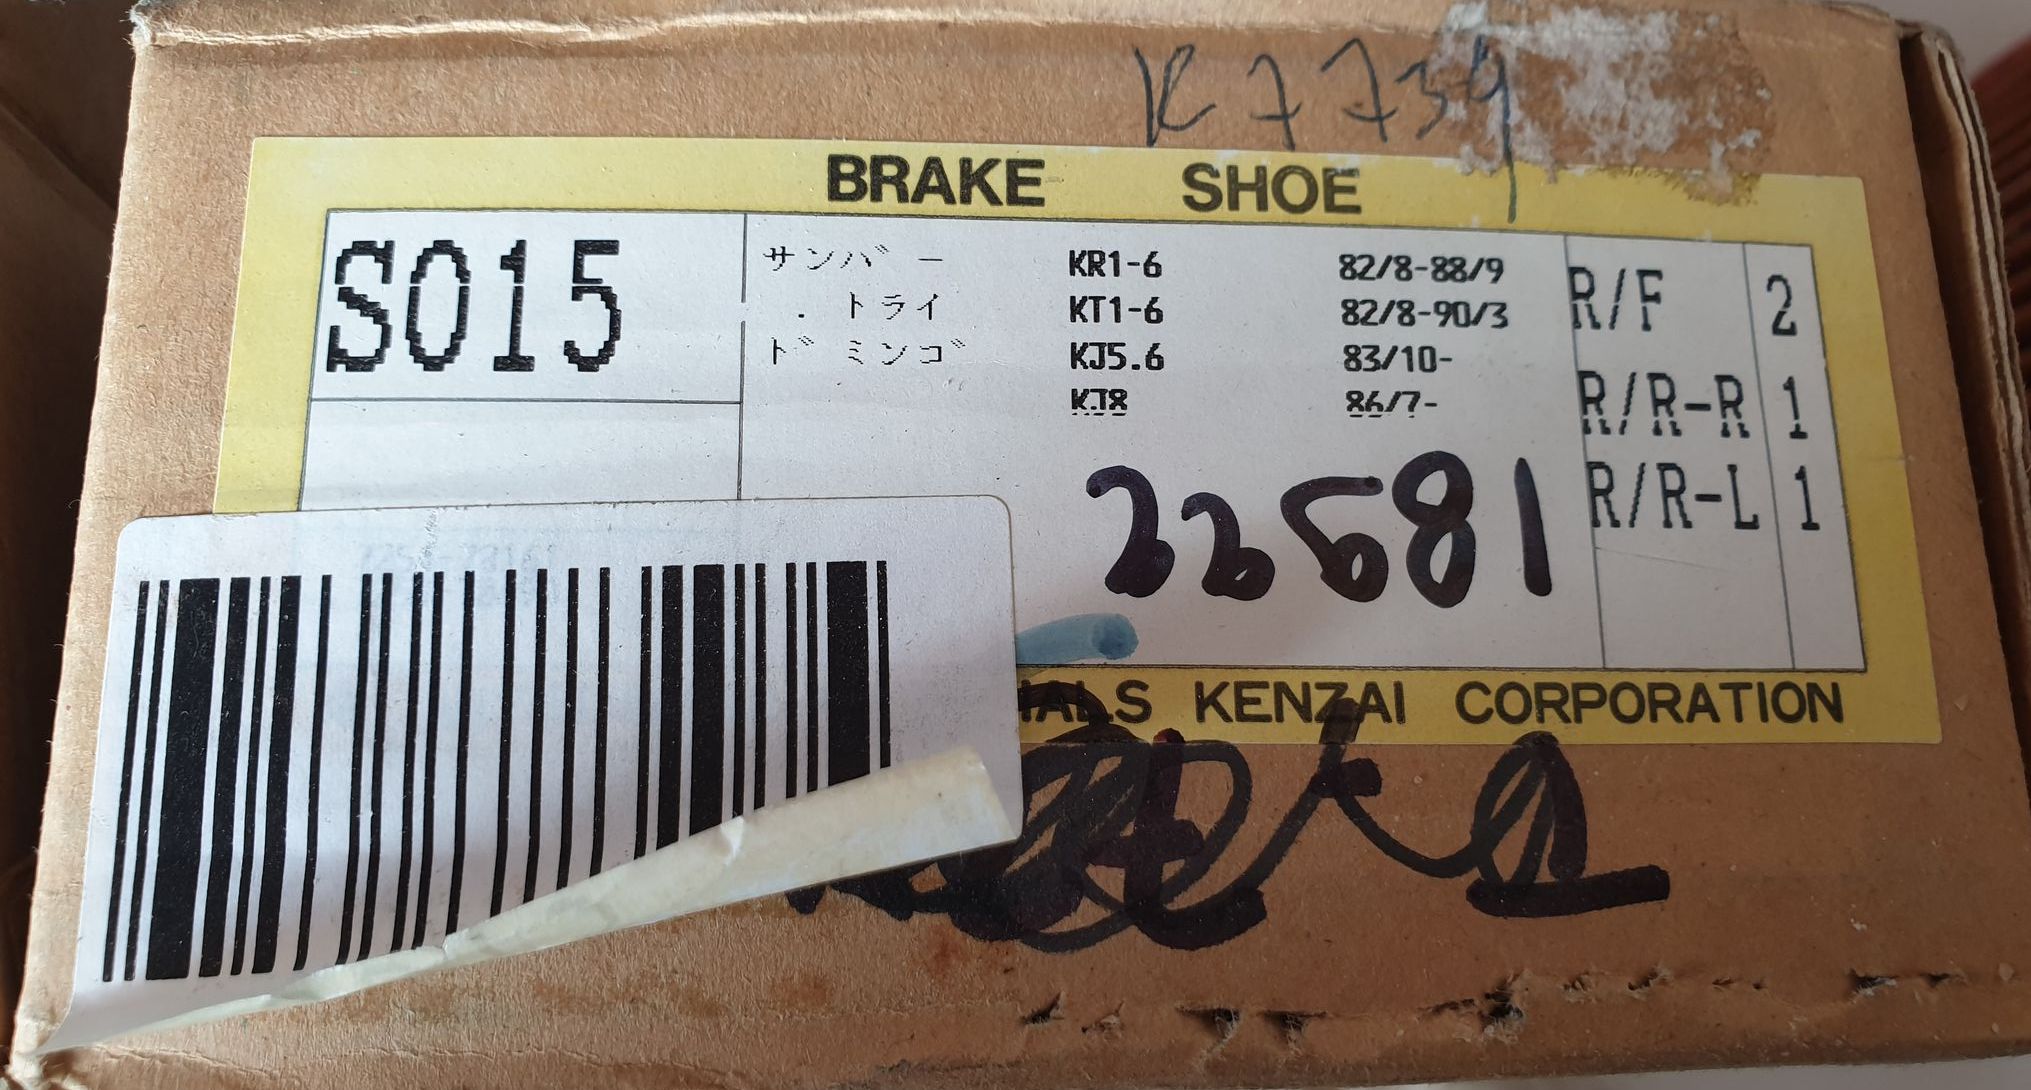 K7739
BRAKE SHOE
S015
サンバー KR1-6 82/8-88/9
. トライ KT1-6 82/8-90/3
ドミンゴ KJ5.6 83/10-
KJ8 86/7-
R/F 2
R/R-R 1
R/R-L 1
22681
KENZAI CORPORATION